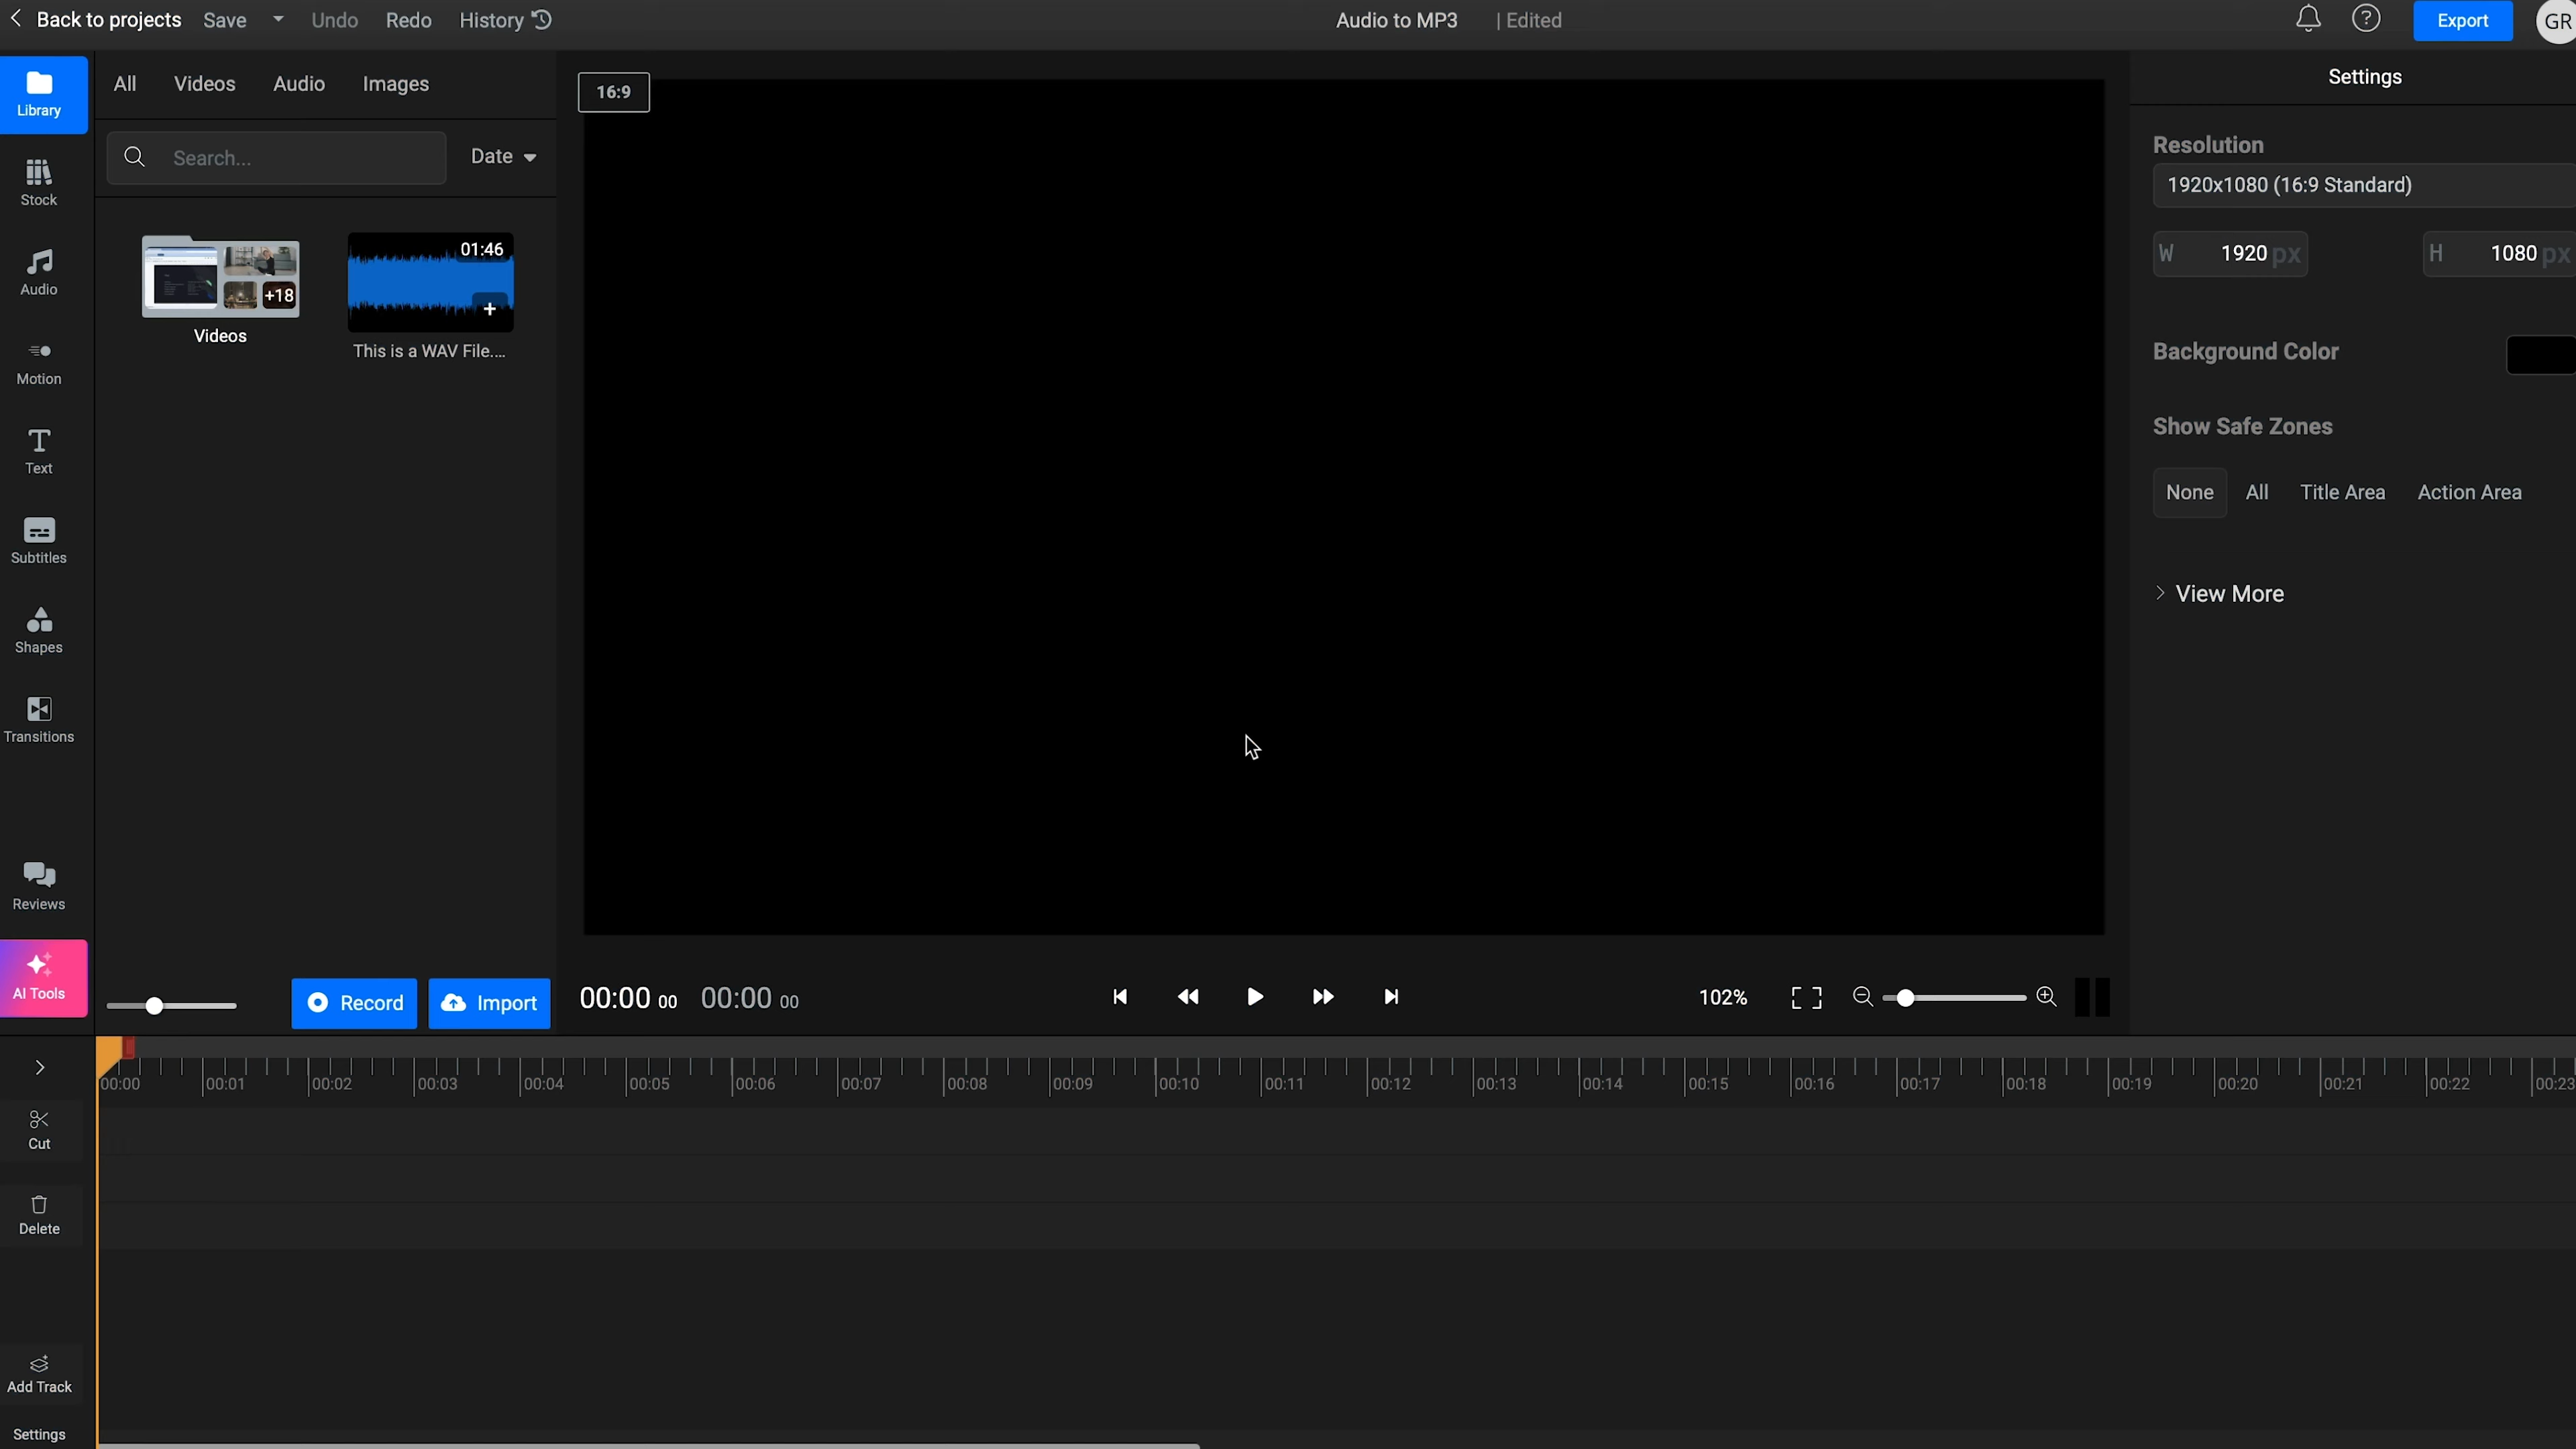 Back to projects Save Undo Redo History Audio to MP3 | Edited Export GR
Library
Stock
Audio
Motion
Text
Subtitles
Shapes
Transitions
Reviews
AI Tools
All Videos Audio Images
Search... Date
+18
Videos
01:46
+
This is a WAV File....
Record Import
16:9
00:00 00 00:00 00
102%
Settings
Resolution
1920x1080 (16:9 Standard)
W 1920 px H 1080 px
Background Color
Show Safe Zones
None All Title Area Action Area
View More
00:00 00:01 00:02 00:03 00:04 00:05 00:06 00:07 00:08 00:09 00:10 00:11 00:12 00:13 00:14 00:15 00:16 00:17 00:18 00:19 00:20 00:21 00:22 00:23
Cut
Delete
Add Track
Settings